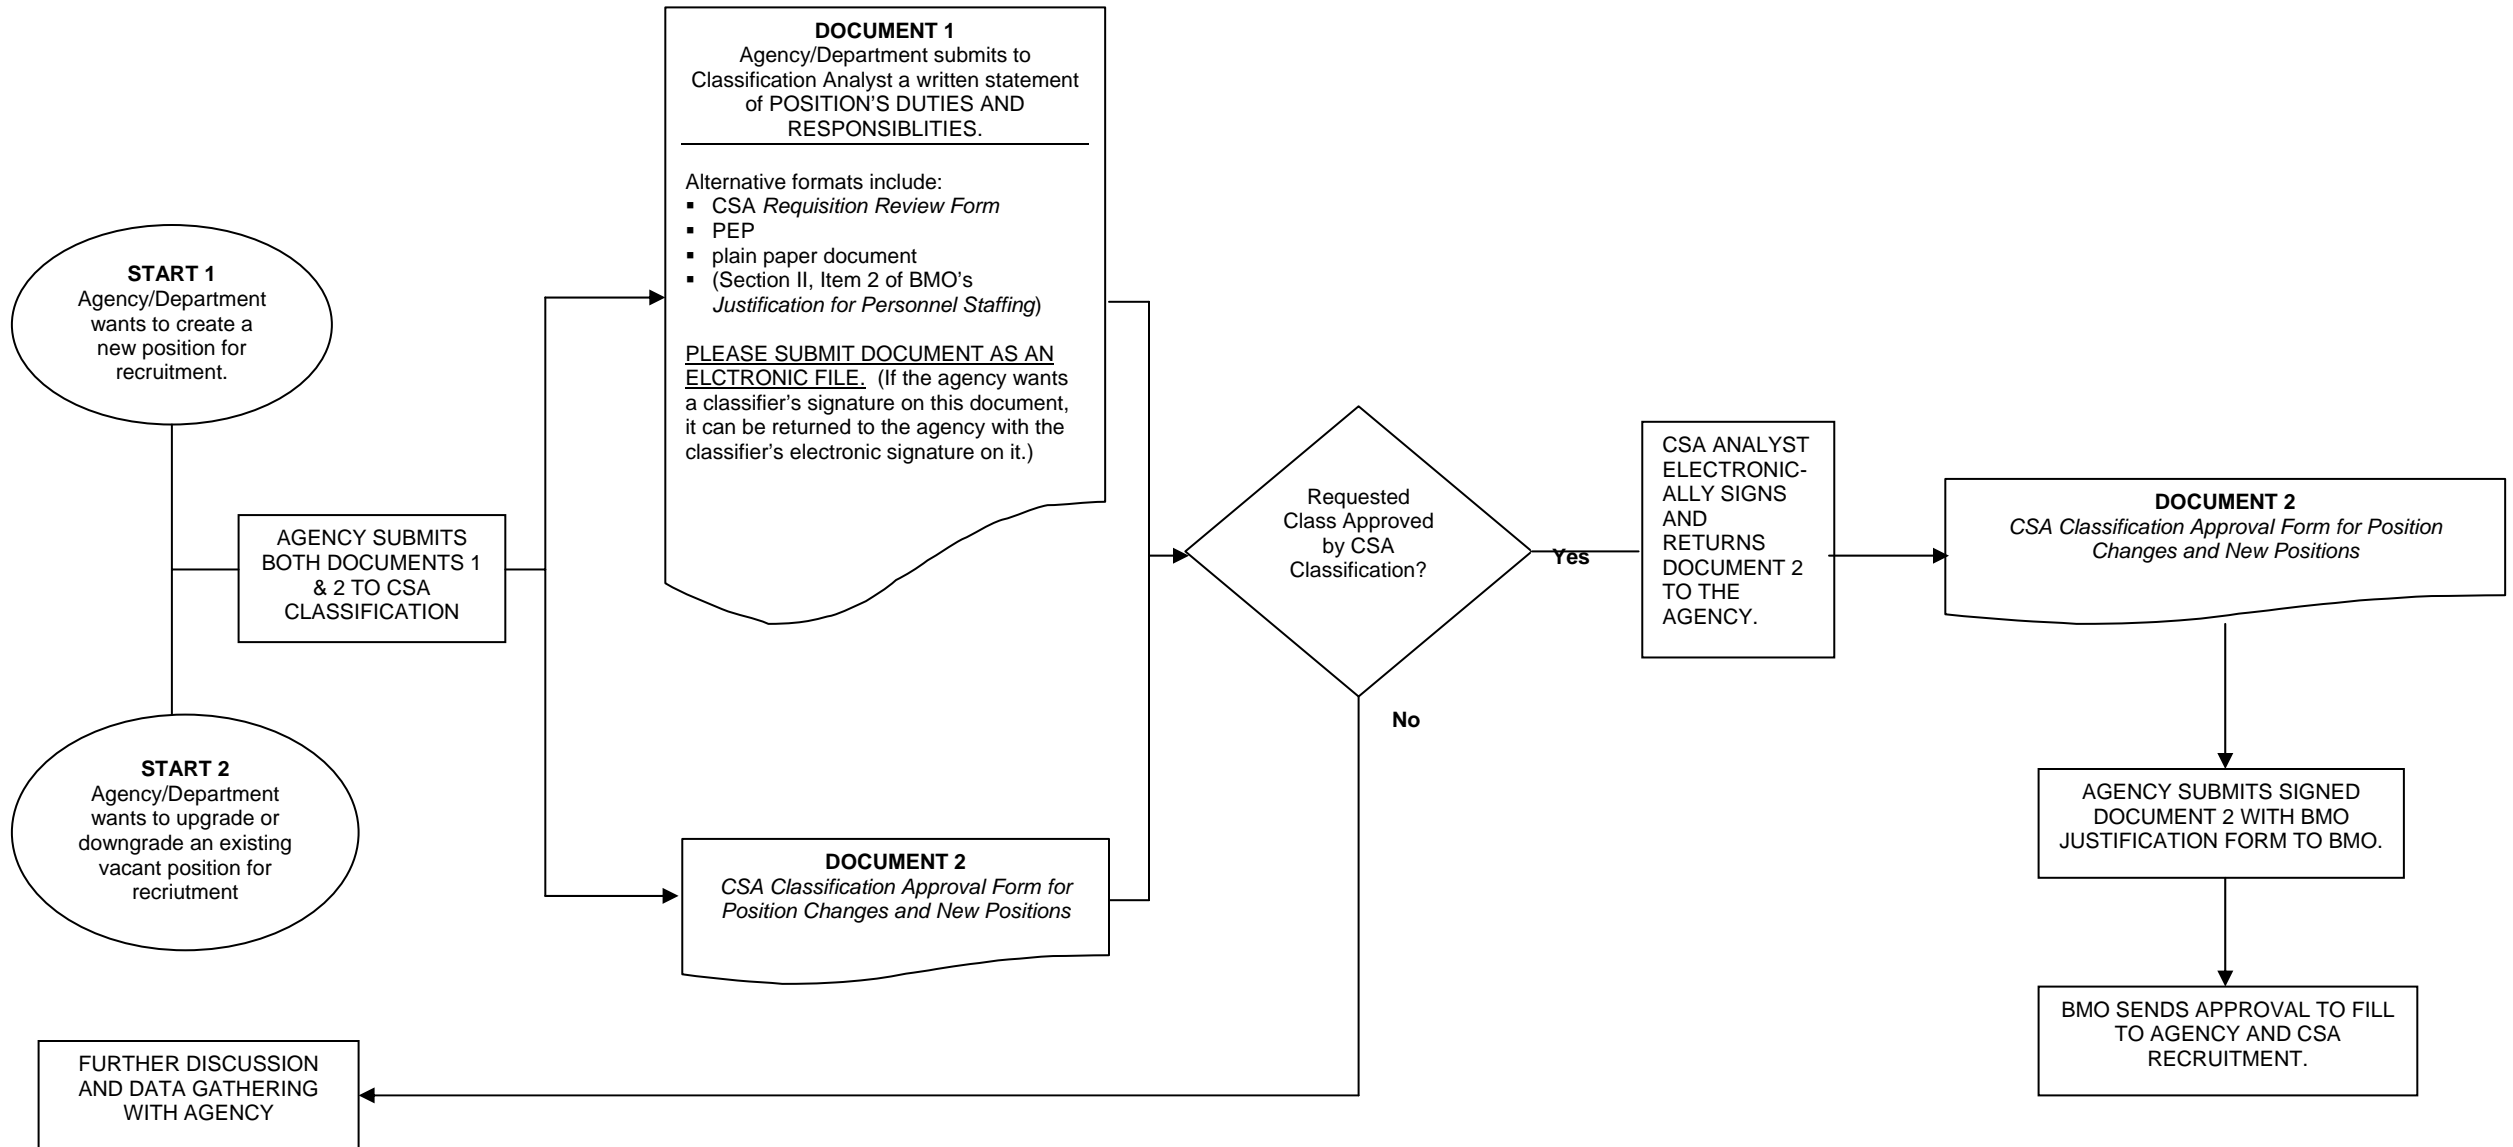 START 1
Agency/Department
wants to create a
new position for
recruitment.
START 2
Agency/Department
wants to upgrade or
downgrade an existing
vacant position for
recriutment
AGENCY SUBMITS
BOTH DOCUMENTS 1
& 2 TO CSA
CLASSIFICATION
DOCUMENT 1
Agency/Department submits to
Classification Analyst a written statement
of POSITION’S DUTIES AND
RESPONSIBLITIES.
Alternative formats include:
▪ CSA Requisition Review Form
▪ PEP
▪ plain paper document
▪ (Section II, Item 2 of BMO’s
Justification for Personnel Staffing)
PLEASE SUBMIT DOCUMENT AS AN
ELCTRONIC FILE. (If the agency wants
a classifier’s signature on this document,
it can be returned to the agency with the
classifier’s electronic signature on it.)
DOCUMENT 2
CSA Classification Approval Form for
Position Changes and New Positions
Requested
Class Approved
by CSA
Classification?
Yes
No
CSA ANALYST
ELECTRONIC-
ALLY SIGNS
AND
RETURNS
DOCUMENT 2
TO THE
AGENCY.
DOCUMENT 2
CSA Classification Approval Form for Position
Changes and New Positions
AGENCY SUBMITS SIGNED
DOCUMENT 2 WITH BMO
JUSTIFICATION FORM TO BMO.
BMO SENDS APPROVAL TO FILL
TO AGENCY AND CSA
RECRUITMENT.
FURTHER DISCUSSION
AND DATA GATHERING
WITH AGENCY